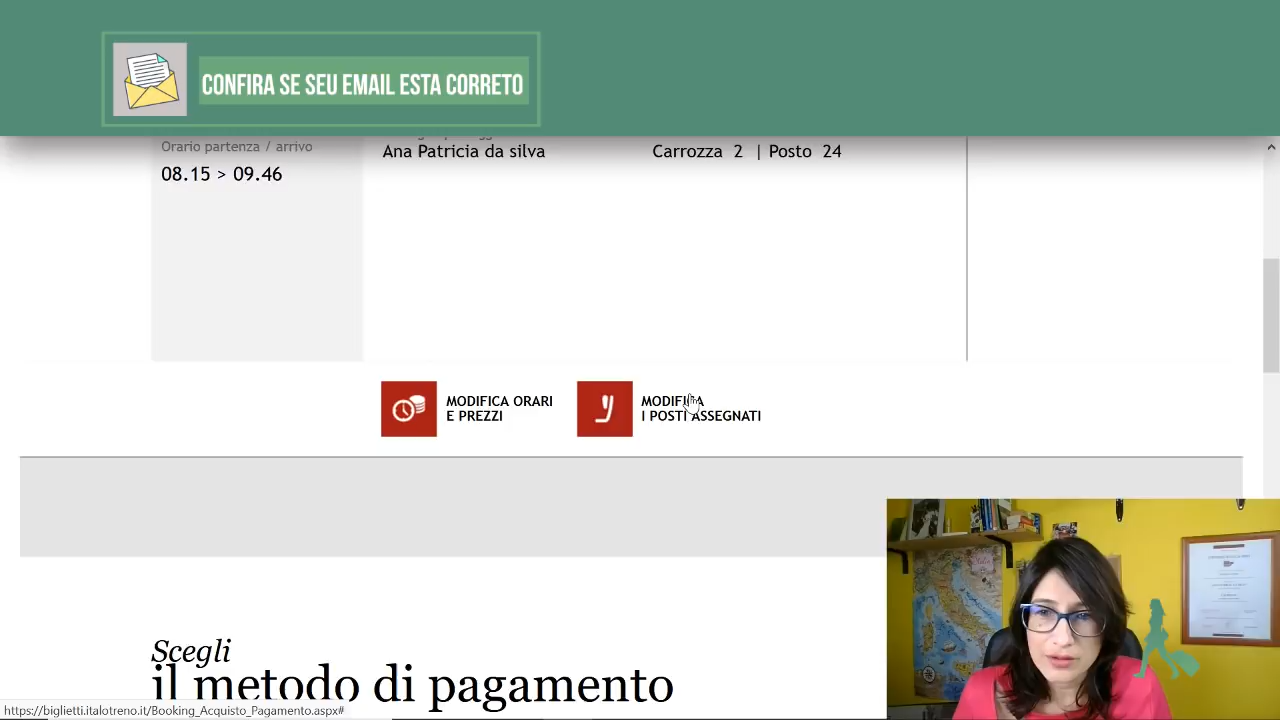 CONFIRA SE SEU EMAIL ESTA CORRETO
Orario partenza / arrivo
08.15 > 09.46
Ana Patricia da silva
Carrozza 2 | Posto 24
MODIFICA ORARI
E PREZZI
MODIFICA
I POSTI ASSEGNATI
Scegli
il metodo di pagamento
https://biglietti.italotreno.it/Booking_Acquisto_Pagamento.aspx#